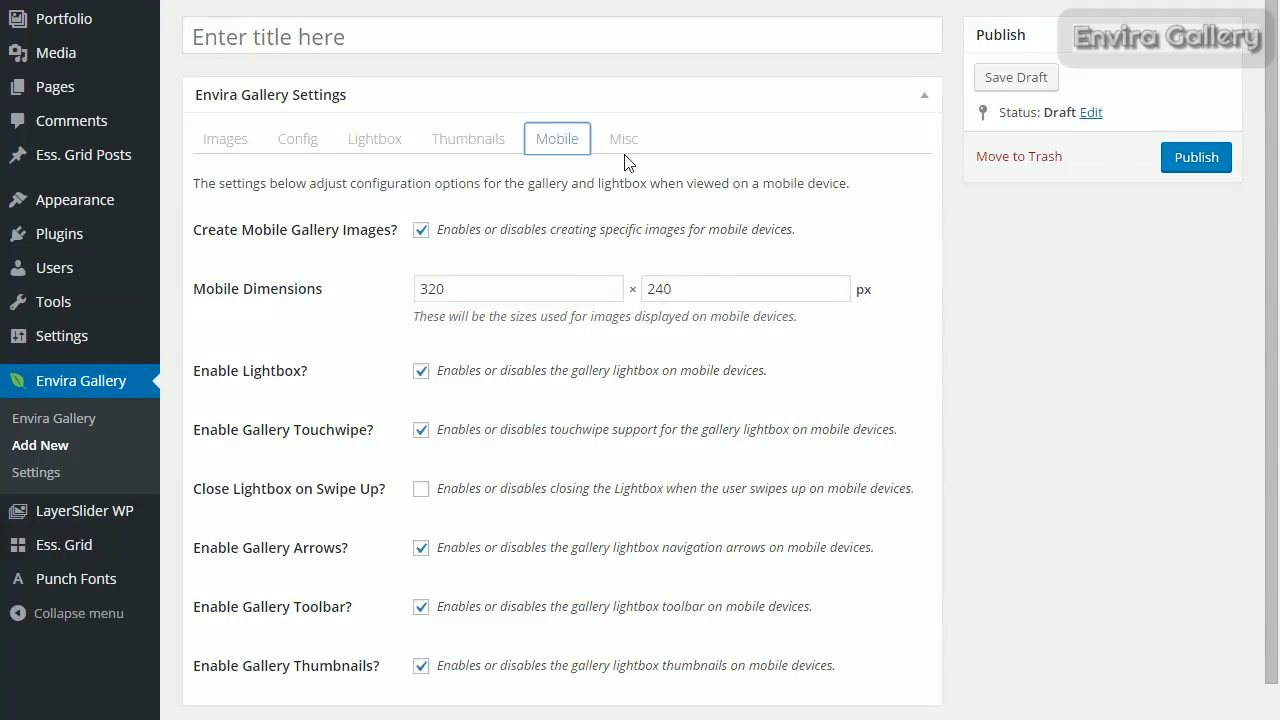 Portfolio
Media
Pages
Comments
Ess. Grid Posts
Appearance
Plugins
Users
Tools
Settings
Envira Gallery
Envira Gallery
Add New
Settings
LayerSlider WP
Ess. Grid
Punch Fonts
Collapse menu
Enter title here
Envira Gallery Settings
Images Config Lightbox Thumbnails Mobile Misc
The settings below adjust configuration options for the gallery and lightbox when viewed on a mobile device.
Create Mobile Gallery Images? Enables or disables creating specific images for mobile devices.
Mobile Dimensions 320 × 240 px
These will be the sizes used for images displayed on mobile devices.
Enable Lightbox? Enables or disables the gallery lightbox on mobile devices.
Enable Gallery Touchwipe? Enables or disables touchwipe support for the gallery lightbox on mobile devices.
Close Lightbox on Swipe Up? Enables or disables closing the Lightbox when the user swipes up on mobile devices.
Enable Gallery Arrows? Enables or disables the gallery lightbox navigation arrows on mobile devices.
Enable Gallery Toolbar? Enables or disables the gallery lightbox toolbar on mobile devices.
Enable Gallery Thumbnails? Enables or disables the gallery lightbox thumbnails on mobile devices.
Publish
Envira Gallery
Save Draft
Status: Draft Edit
Move to Trash Publish